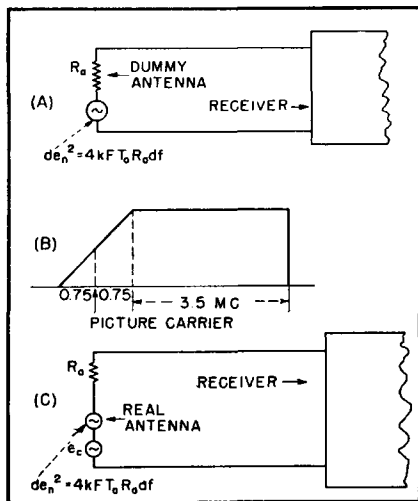 Rₐ
DUMMY
ANTENNA
(A)
RECEIVER
deₙ²=4kFTₒRₐdf
(B)
0.75 0.75
3.5 MC
PICTURE CARRIER
Rₐ
RECEIVER
(C)
REAL
ANTENNA
e꜀
deₙ²=4kFTₒRₐdf